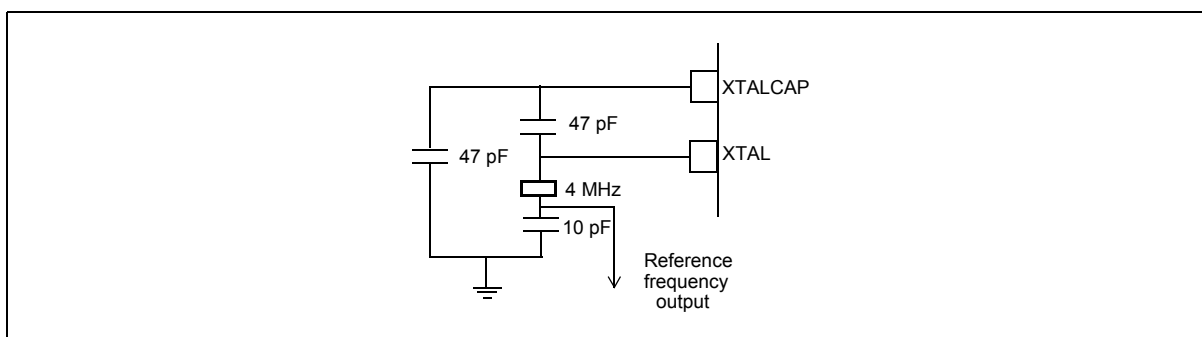 XTALCAP
47 pF
47 pF
XTAL
4 MHz
10 pF
Reference
frequency
output